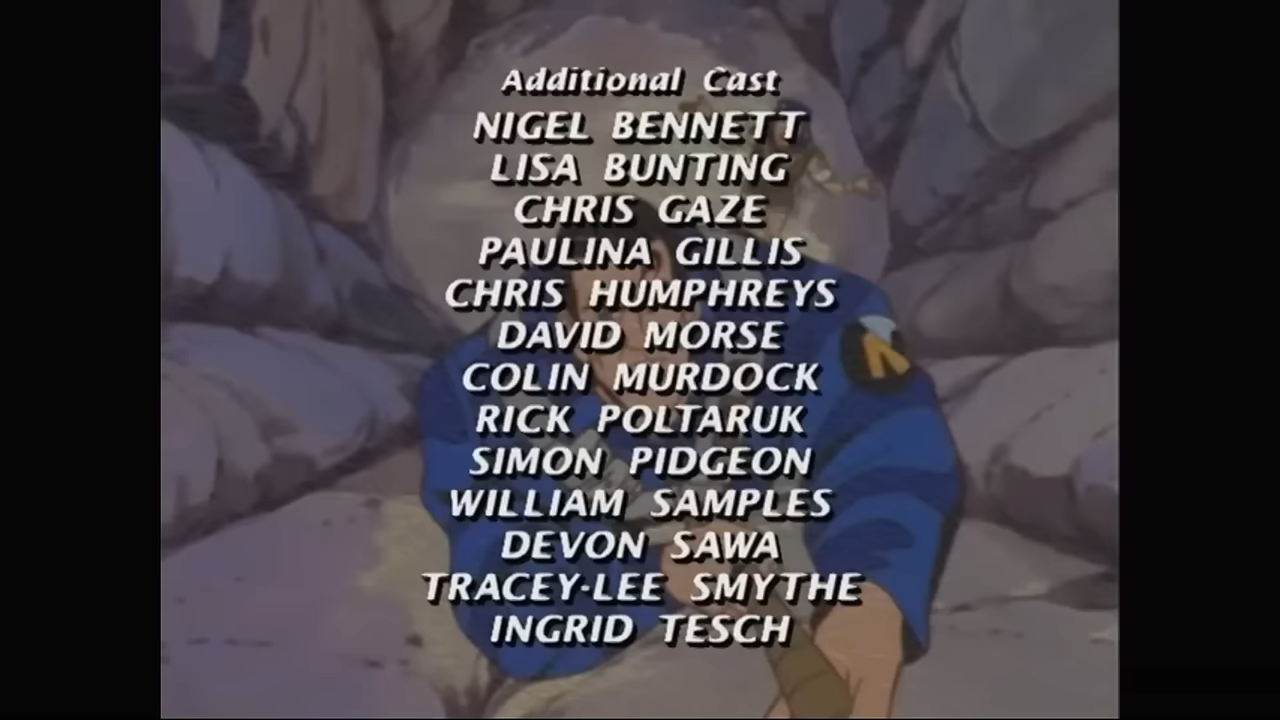 Additional Cast
NIGEL BENNETT
LISA BUNTING
CHRIS GAZE
PAULINA GILLIS
CHRIS HUMPHREYS
DAVID MORSE
COLIN MURDOCK
RICK POLTARUK
SIMON PIDGEON
WILLIAM SAMPLES
DEVON SAWA
TRACEY-LEE SMYTHE
INGRID TESCH